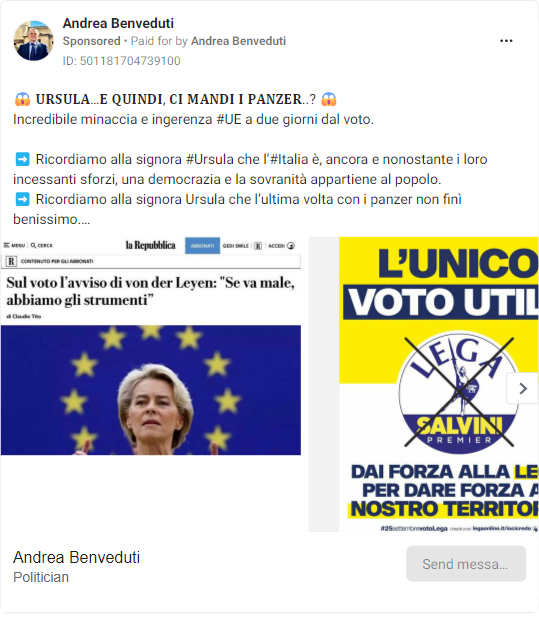 Andrea Benveduti
Sponsored • Paid for by Andrea Benveduti
ID: 501181704739100
😱 URSULA...E QUINDI, CI MANDI I PANZER..? 😱
Incredibile minaccia e ingerenza #UE a due giorni dal voto.
➡️ Ricordiamo alla signora #Ursula che l'#Italia è, ancora e nonostante i loro
incessanti sforzi, una democrazia e la sovranità appartiene al popolo.
➡️ Ricordiamo alla signora Ursula che l'ultima volta con i panzer non finì
benissimo....
MENU CERCA la Repubblica ABBONATI GEDI SMILE R ACCEDI
R CONTENUTO PER GLI ABBONATI
Sul voto l'avviso di von der Leyen: "Se va male,
abbiamo gli strumenti"
di Claudio Tito
L'UNICO
VOTO UTIL
LEGA
SALVINI
PREMIER
DAI FORZA ALLA LE
PER DARE FORZA A
NOSTRO TERRITOR
#25settembrevotoLega legaonline.it/iocicredo
Andrea Benveduti
Politician
Send messa...